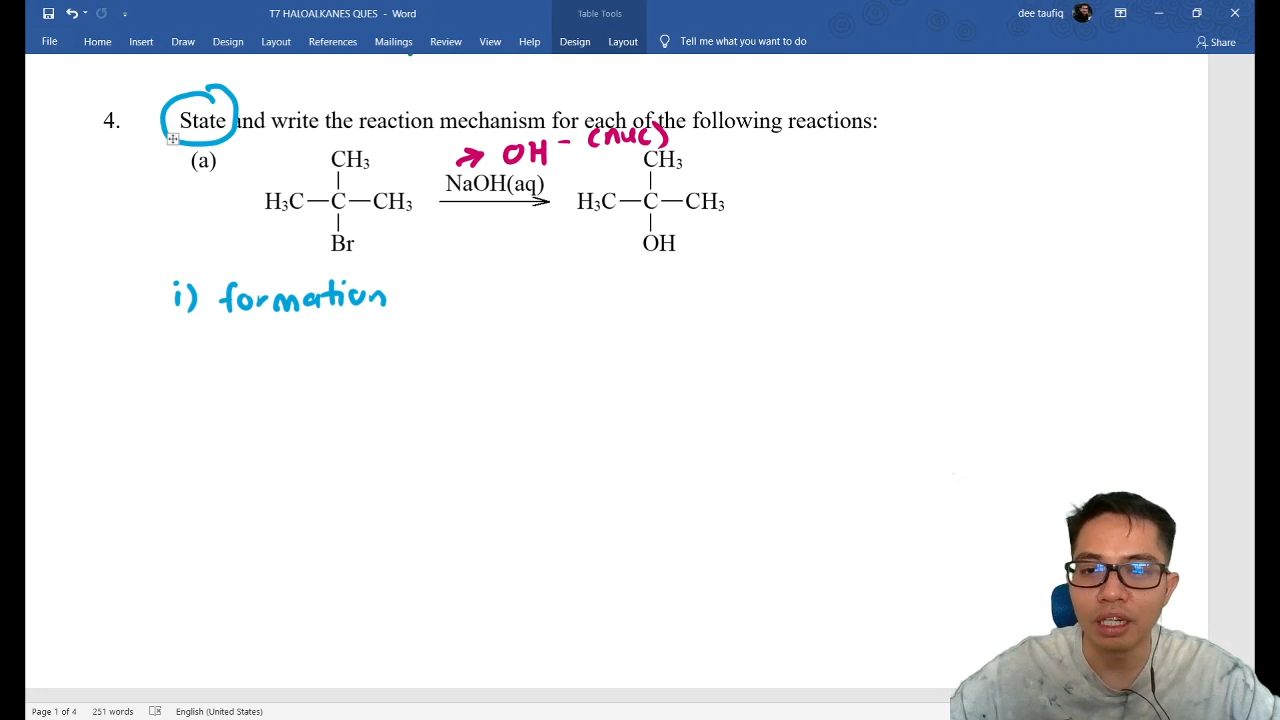 T7 HALOALKANES QUES - Word
Table Tools
dee taufiq
File Home Insert Draw Design Layout References Mailings Review View Help Design Layout Tell me what you want to do Share
4. State and write the reaction mechanism for each of the following reactions:
→ OH - (nuc)
(a) CH₃ CH₃
NaOH(aq)
H₃C—C—CH₃ H₃C—C—CH₃
Br OH
i) formation
Page 1 of 4 251 words English (United States)